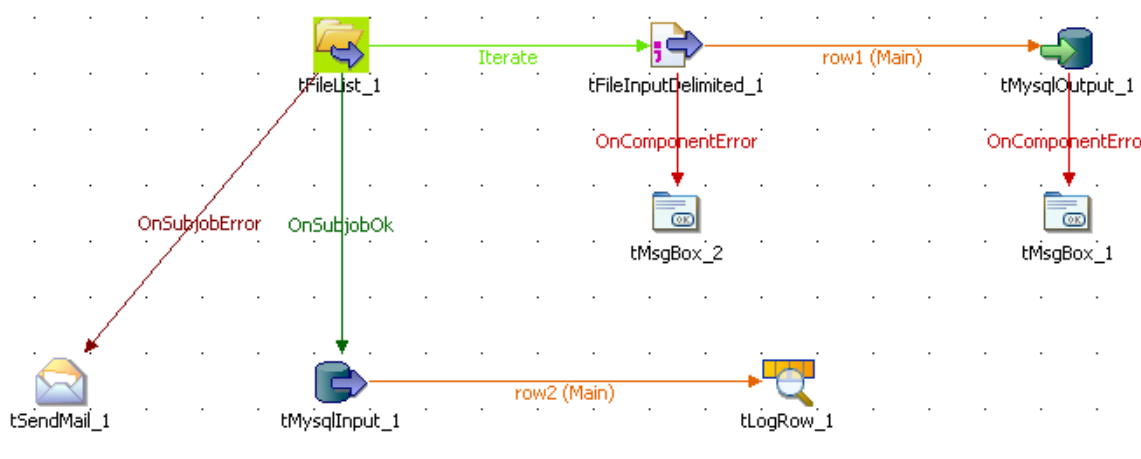 Iterate
row1 (Main)
tFileList_1
tFileInputDelimited_1
tMysqlOutput_1
OnComponentError
OnComponentErro
OnSubjobError
OnSubjobOk
tMsgBox_2
tMsgBox_1
row2 (Main)
tSendMail_1
tMysqlInput_1
tLogRow_1